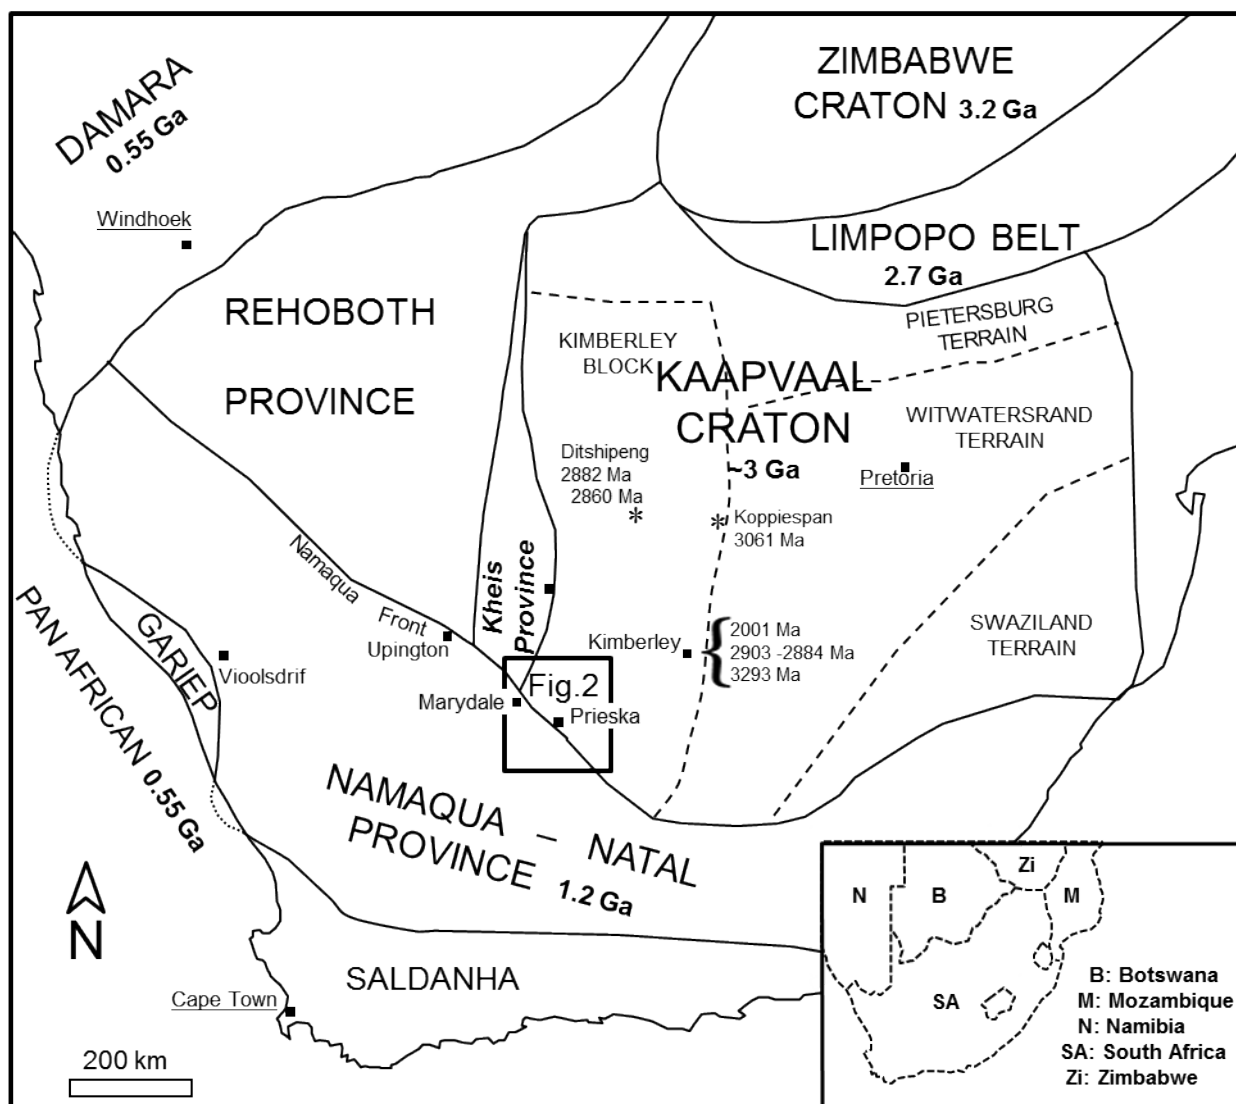 DAMARA
0.55 Ga
ZIMBABWE
CRATON 3.2 Ga
Windhoek
LIMPOPO BELT
2.7 Ga
REHOBOTH
PROVINCE
PIETERSBURG
TERRAIN
KIMBERLEY
BLOCK
KAAPVAAL
CRATON
~3 Ga
WITWATERSRAND
TERRAIN
Ditshipeng
2882 Ma
2860 Ma
*
Pretoria
* Koppiespan
3061 Ma
Namaqua Front
Kheis
Province
Upington
Kimberley
{
2001 Ma
2903 -2884 Ma
3293 Ma
SWAZILAND
TERRAIN
PAN AFRICAN 0.55 Ga
GARIEP
Vioolsdrif
Fig.2
Marydale
Prieska
NAMAQUA – NATAL
PROVINCE 1.2 Ga
N
SALDANHA
Cape Town
200 km
N
B
Zi
M
SA
B: Botswana
M: Mozambique
N: Namibia
SA: South Africa
Zi: Zimbabwe